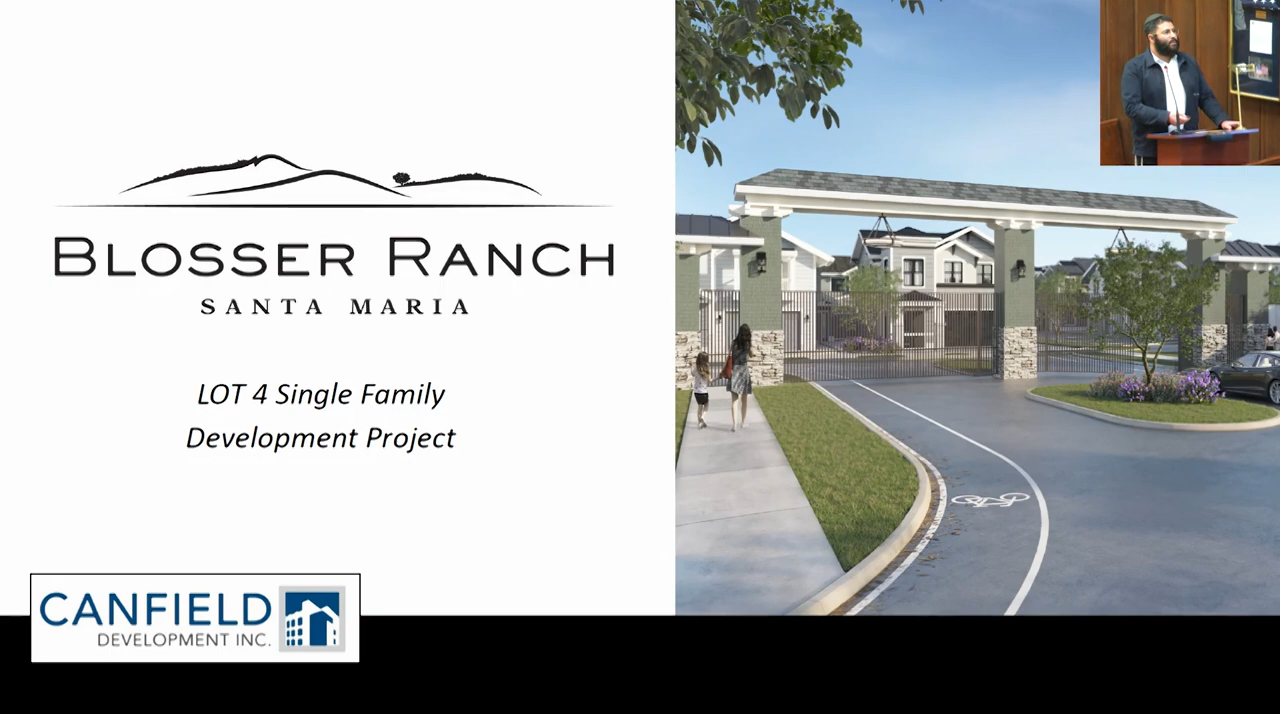 BLOSSER RANCH
SANTA MARIA
LOT 4 Single Family
Development Project
CANFIELD
DEVELOPMENT INC.